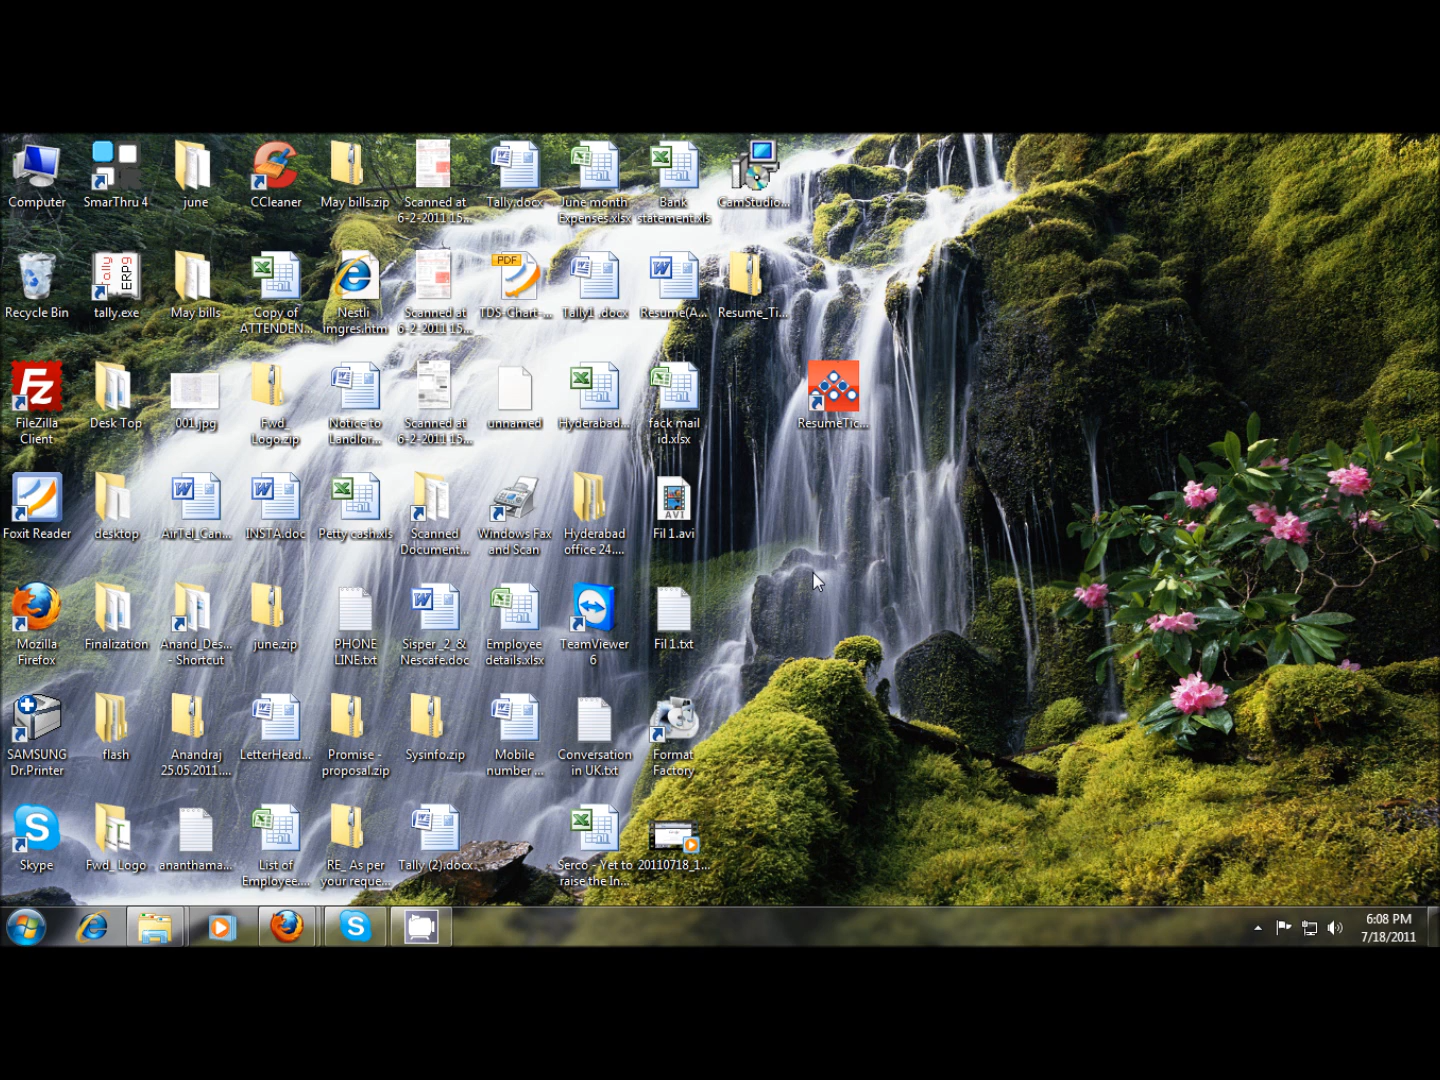 Computer
SmarThru 4
june
CCleaner
May bills.zip
Scanned at
6-2-2011 15...
Tally.docx
June month
Expenses.xlsx
Bank
statement.xls
CamStudio...
Recycle Bin
tally.exe
May bills
Copy of
ATTENDEN...
Nestli
imgres.htm
Scanned at
6-2-2011 15...
TDS-Chart-...
Tally1 .docx
Resume(A...
Resume_Ti...
FileZilla
Client
Desk Top
001.jpg
Fwd_
Logo.zip
Notice to
Landlor...
Scanned at
6-2-2011 15...
unnamed
Hyderabad...
fack mail
id.xlsx
ResumeTic...
Foxit Reader
desktop
AirTel_Gan...
INSTA.doc
Petty cash.xls
Scanned
Document...
Windows Fax
and Scan
Hyderabad
office 24....
Fil 1.avi
Mozilla
Firefox
Finalization
Anand_Des...
- Shortcut
june.zip
PHONE
LINE.txt
Sisper_2_&
Nescafe.doc
Employee
details.xlsx
TeamViewer
6
Fil 1.txt
SAMSUNG
Dr.Printer
flash
Anandraj
25.05.2011....
LetterHead...
Promise -
proposal.zip
Sysinfo.zip
Mobile
number ...
Conversation
in UK.txt
Format
Factory
Skype
Fwd_ Logo
ananthama...
List of
Employee....
RE_ As per
your reque...
Tally (2).docx
Serco - Yet to
raise the In...
20110718_1...
6:08 PM
7/18/2011